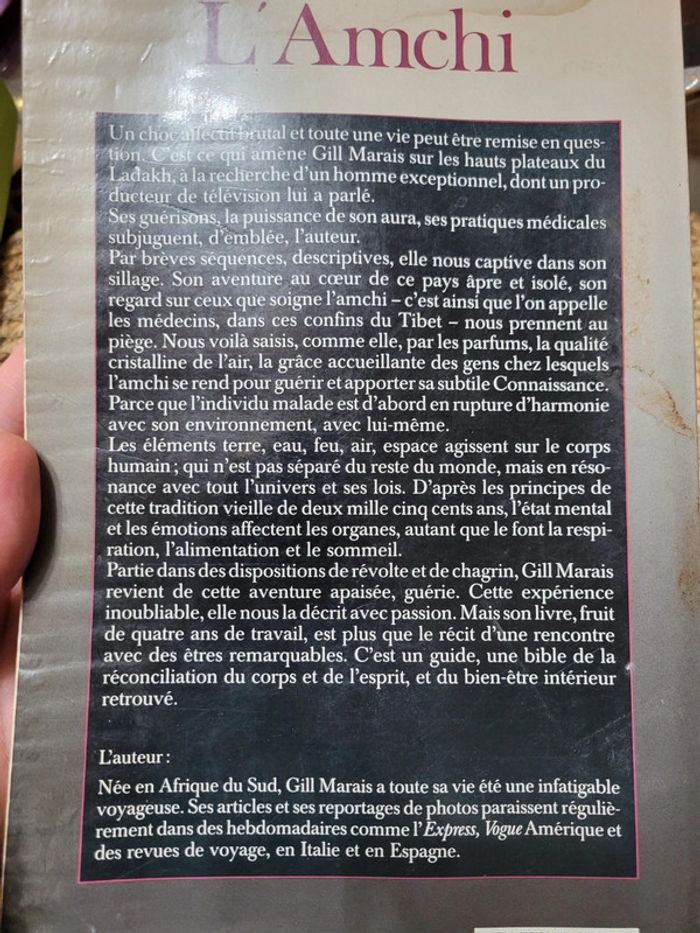 L'Amchi
Un choc affectif brutal et toute une vie peut être remise en ques-
tion. C'est ce qui amène Gill Marais sur les hauts plateaux du
Ladakh, à la recherche d'un homme exceptionnel, dont un pro-
ducteur de télévision lui a parlé.
Ses guérisons, la puissance de son aura, ses pratiques médicales
subjuguent, d'emblée, l'auteur.
Par brèves séquences, descriptives, elle nous captive dans son
sillage. Son aventure au cœur de ce pays âpre et isolé, son
regard sur ceux que soigne l'amchi – c'est ainsi que l'on appelle
les médecins, dans ces confins du Tibet – nous prennent au
piège. Nous voilà saisis, comme elle, par les parfums, la qualité
cristalline de l'air, la grâce accueillante des gens chez lesquels
l'amchi se rend pour guérir et apporter sa subtile Connaissance.
Parce que l'individu malade est d'abord en rupture d'harmonie
avec son environnement, avec lui-même.
Les éléments terre, eau, feu, air, espace agissent sur le corps
humain ; qui n'est pas séparé du reste du monde, mais en réso-
nance avec tout l'univers et ses lois. D'après les principes de
cette tradition vieille de deux mille cinq cents ans, l'état mental
et les émotions affectent les organes, autant que le font la respi-
ration, l'alimentation et le sommeil.
Partie dans des dispositions de révolte et de chagrin, Gill Marais
revient de cette aventure apaisée, guérie. Cette expérience
inoubliable, elle nous la décrit avec passion. Mais son livre, fruit
de quatre ans de travail, est plus que le récit d'une rencontre
avec des êtres remarquables. C'est un guide, une bible de la
réconciliation du corps et de l'esprit, et du bien-être intérieur
retrouvé.
L'auteur :
Née en Afrique du Sud, Gill Marais a toute sa vie été une infatigable
voyageuse. Ses articles et ses reportages de photos paraissent réguliè-
rement dans des hebdomadaires comme l'Express, Vogue Amérique et
des revues de voyage, en Italie et en Espagne.